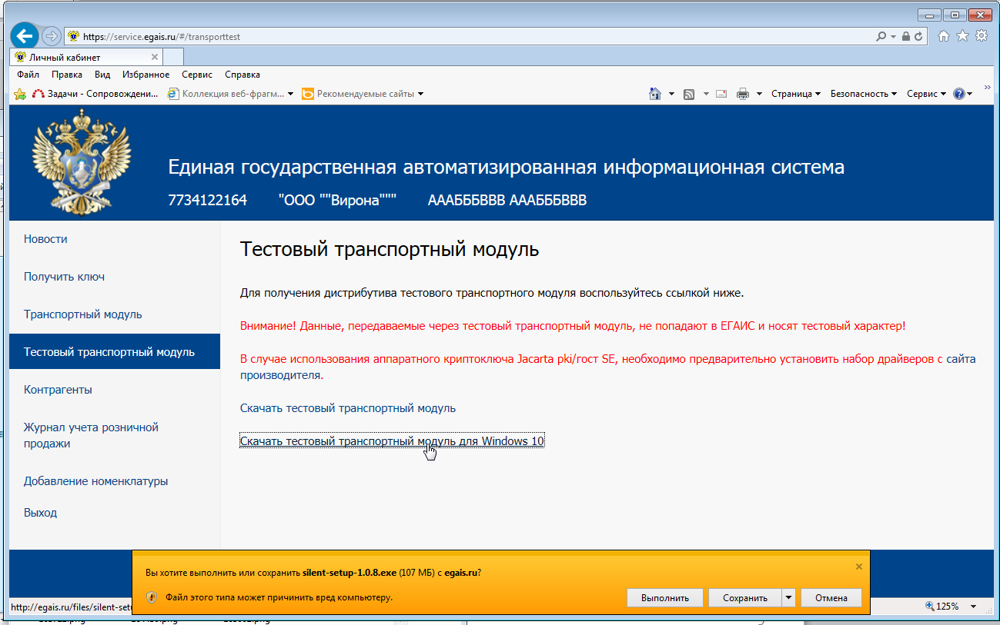 https://service.egais.ru/#/transporttest
Личный кабинет
Файл Правка Вид Избранное Сервис Справка
Задачи - Сопровождени... Коллекция веб-фрагм... Рекомендуемые сайты Страница Безопасность Сервис
Единая государственная автоматизированная информационная система
7734122164 "ООО ""Вирона""" АААБББВВВ АААБББВВВ
Новости
Получить ключ
Транспортный модуль
Тестовый транспортный модуль
Контрагенты
Журнал учета розничной
продажи
Добавление номенклатуры
Выход
Тестовый транспортный модуль
Для получения дистрибутива тестового транспортного модуля воспользуйтесь ссылкой ниже.
Внимание! Данные, передаваемые через тестовый транспортный модуль, не попадают в ЕГАИС и носят тестовый характер!
В случае использования аппаратного криптоключа Jacarta pki/гост SE, необходимо предварительно установить набор драйверов с сайта
производителя.
Скачать тестовый транспортный модуль
Скачать тестовый транспортный модуль для Windows 10
Вы хотите выполнить или сохранить silent-setup-1.0.8.exe (107 МБ) с egais.ru?
Файл этого типа может причинить вред компьютеру.
Выполнить Сохранить Отмена
http://egais.ru/files/silent-setu
125%